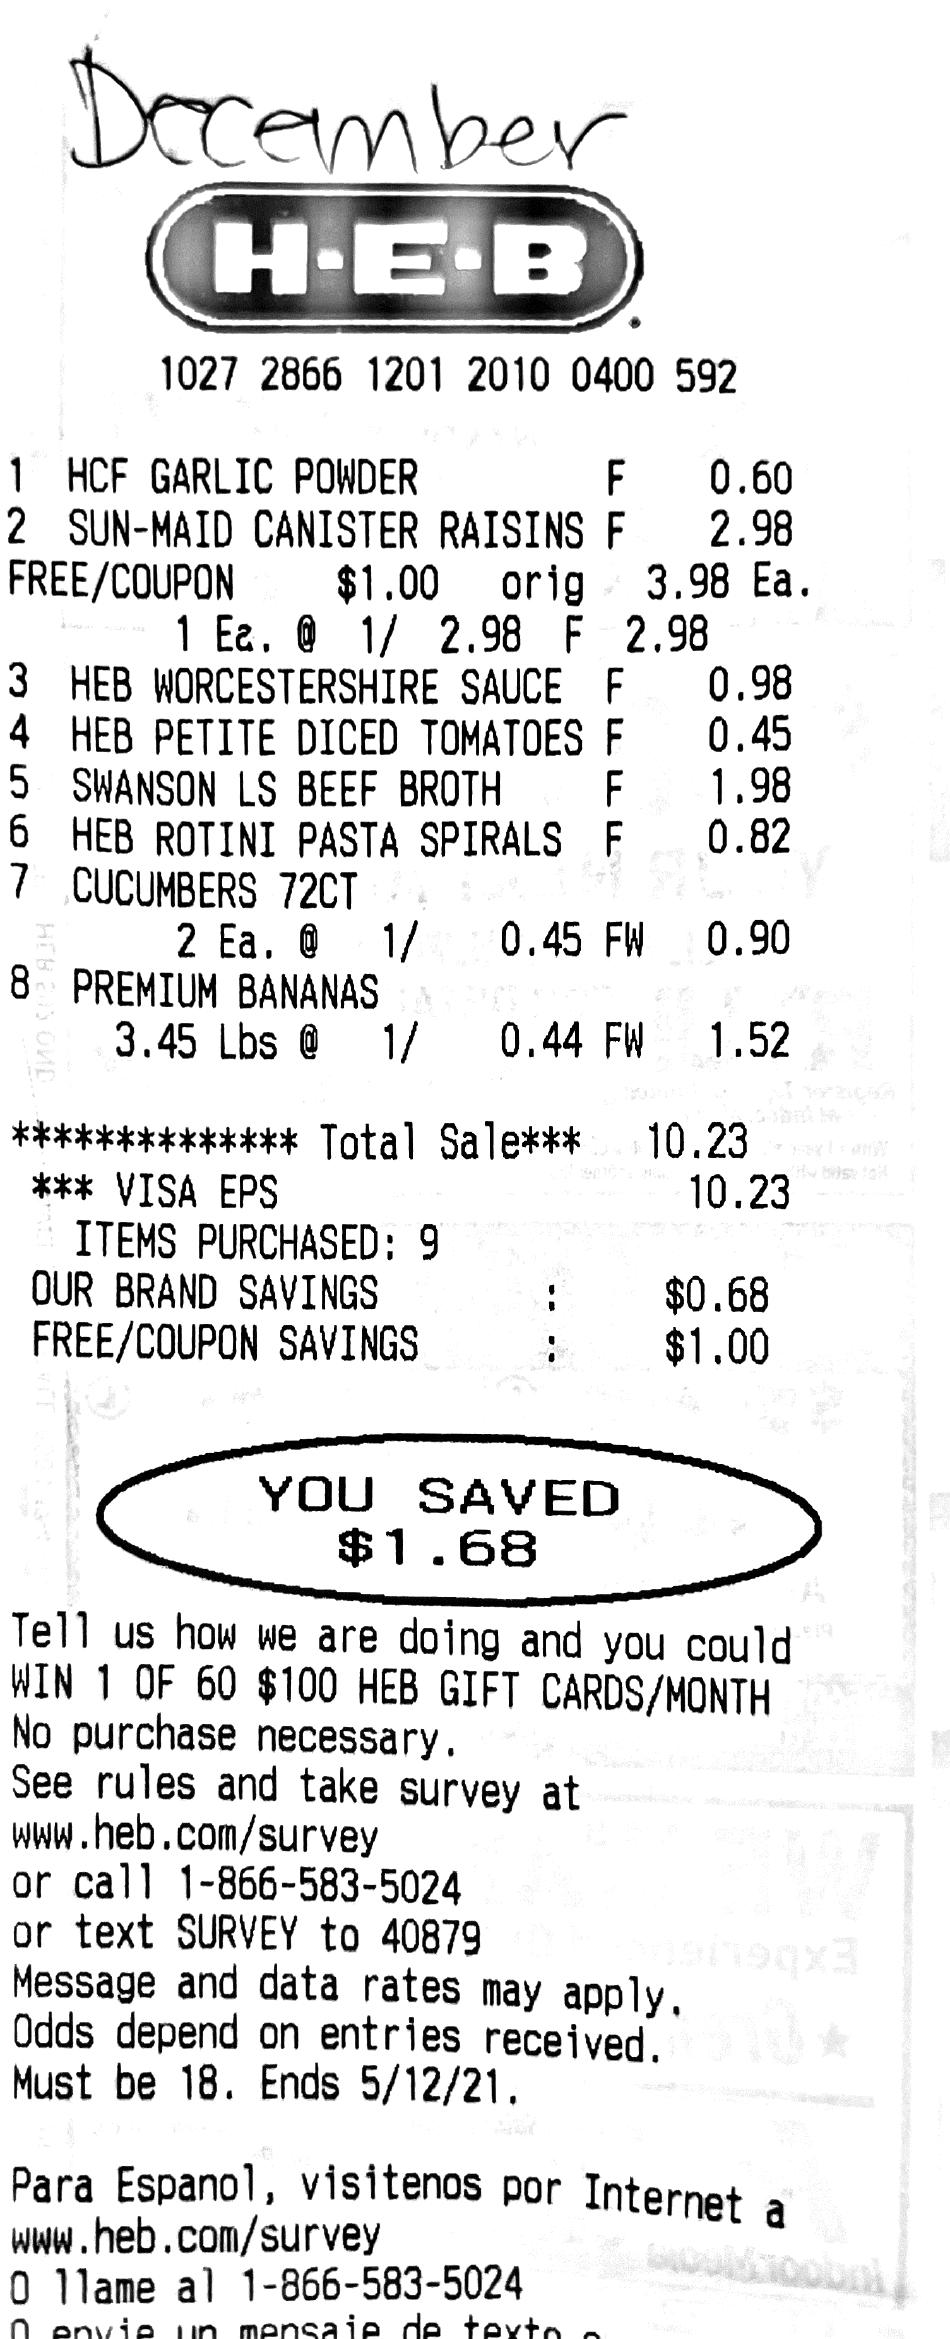 December
H-E-B
1027 2866 1201 2010 0400 592
1 HCF GARLIC POWDER F 0.60
2 SUN-MAID CANISTER RAISINS F 2.98
FREE/COUPON $1.00 orig 3.98 Ea.
1 Ea. @ 1/ 2.98 F 2.98
3 HEB WORCESTERSHIRE SAUCE F 0.98
4 HEB PETITE DICED TOMATOES F 0.45
5 SWANSON LS BEEF BROTH F 1.98
6 HEB ROTINI PASTA SPIRALS F 0.82
7 CUCUMBERS 72CT
2 Ea. @ 1/ 0.45 FW 0.90
8 PREMIUM BANANAS
3.45 Lbs @ 1/ 0.44 FW 1.52
************** Total Sale*** 10.23
*** VISA EPS 10.23
ITEMS PURCHASED: 9
OUR BRAND SAVINGS : $0.68
FREE/COUPON SAVINGS : $1.00
YOU SAVED
$1.68
Tell us how we are doing and you could
WIN 1 OF 60 $100 HEB GIFT CARDS/MONTH
No purchase necessary.
See rules and take survey at
www.heb.com/survey
or call 1-866-583-5024
or text SURVEY to 40879
Message and data rates may apply.
Odds depend on entries received.
Must be 18. Ends 5/12/21.
Para Espanol, visitenos por Internet a
www.heb.com/survey
O llame al 1-866-583-5024
O envie un mensaje de texto